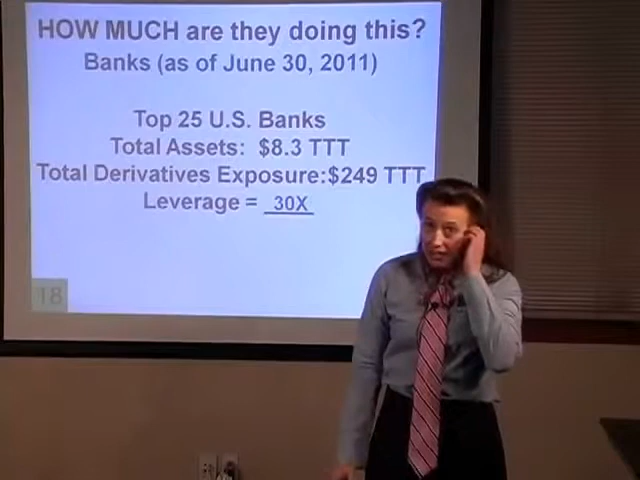 HOW MUCH are they doing this?
Banks (as of June 30, 2011)
Top 25 U.S. Banks
Total Assets: $8.3 TTT
Total Derivatives Exposure:$249 TTT
Leverage = 30X
18